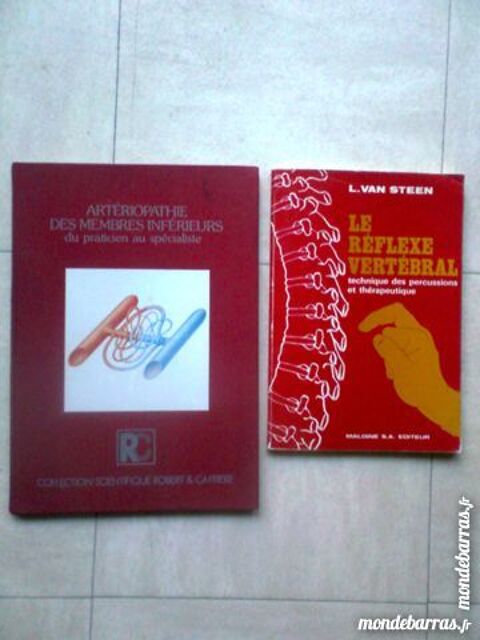 ARTÉRIOPATHIE
DES MEMBRES INFÉRIEURS
du praticien au spécialiste
RC
COLLECTION SCIENTIFIQUE ROBERT & CARRIERE
L. VAN STEEN
LE
RÉFLEXE
VERTÉBRAL
technique des percussions
et thérapeutique
MALOINE S.A. EDITEUR
mondebarras.fr
mondebarras.fr